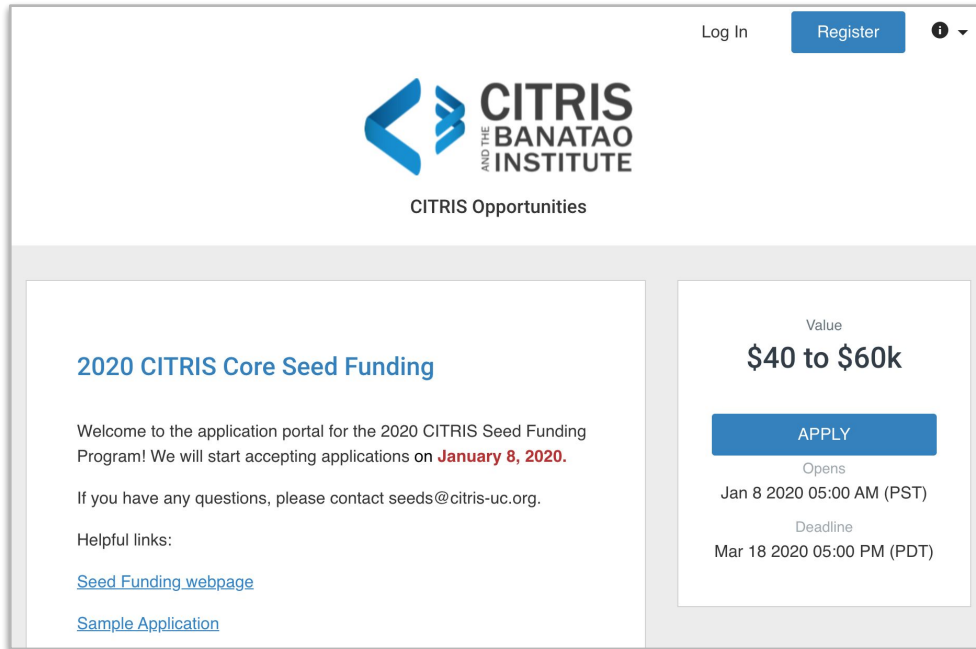 Log In
Register
CITRIS
AND THE
BANATAO
INSTITUTE
CITRIS Opportunities
2020 CITRIS Core Seed Funding
Welcome to the application portal for the 2020 CITRIS Seed Funding
Program! We will start accepting applications on January 8, 2020.
If you have any questions, please contact seeds@citris-uc.org.
Helpful links:
Seed Funding webpage
Sample Application
Value
$40 to $60k
APPLY
Opens
Jan 8 2020 05:00 AM (PST)
Deadline
Mar 18 2020 05:00 PM (PDT)